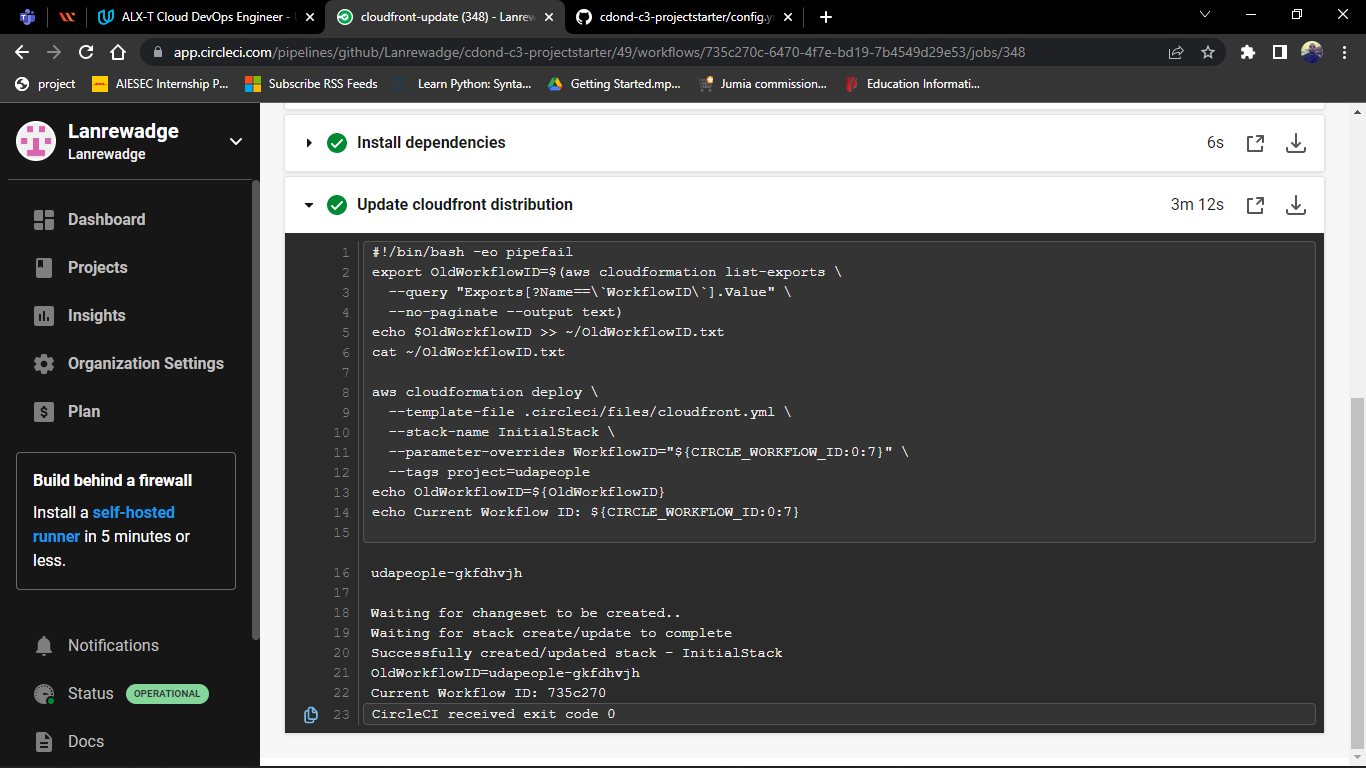 ALX-T Cloud DevOps Engineer -
cloudfront-update (348) - Lanrew
cdond-c3-projectstarter/config.y
app.circleci.com/pipelines/github/Lanrewadge/cdond-c3-projectstarter/49/workflows/735c270c-6470-4f7e-bd19-7b4549d29e53/jobs/348
project
AIESEC Internship P...
Subscribe RSS Feeds
Learn Python: Synta...
Getting Started.mp...
Jumia commission...
Education Informati...
Lanrewadge
Lanrewadge
Dashboard
Projects
Insights
Organization Settings
Plan
Build behind a firewall
Install a self-hosted
runner in 5 minutes or
less.
Notifications
Status OPERATIONAL
Docs
Install dependencies 6s
Update cloudfront distribution 3m 12s
1 #!/bin/bash -eo pipefail
2 export OldWorkflowID=$(aws cloudformation list-exports \
3 --query "Exports[?Name==\`WorkflowID\`].Value" \
4 --no-paginate --output text)
5 echo $OldWorkflowID >> ~/OldWorkflowID.txt
6 cat ~/OldWorkflowID.txt
7
8 aws cloudformation deploy \
9 --template-file .circleci/files/cloudfront.yml \
10 --stack-name InitialStack \
11 --parameter-overrides WorkflowID="${CIRCLE_WORKFLOW_ID:0:7}" \
12 --tags project=udapeople
13 echo OldWorkflowID=${OldWorkflowID}
14 echo Current Workflow ID: ${CIRCLE_WORKFLOW_ID:0:7}
15
16 udapeople-gkfdhvjh
17
18 Waiting for changeset to be created..
19 Waiting for stack create/update to complete
20 Successfully created/updated stack - InitialStack
21 OldWorkflowID=udapeople-gkfdhvjh
22 Current Workflow ID: 735c270
23 CircleCI received exit code 0